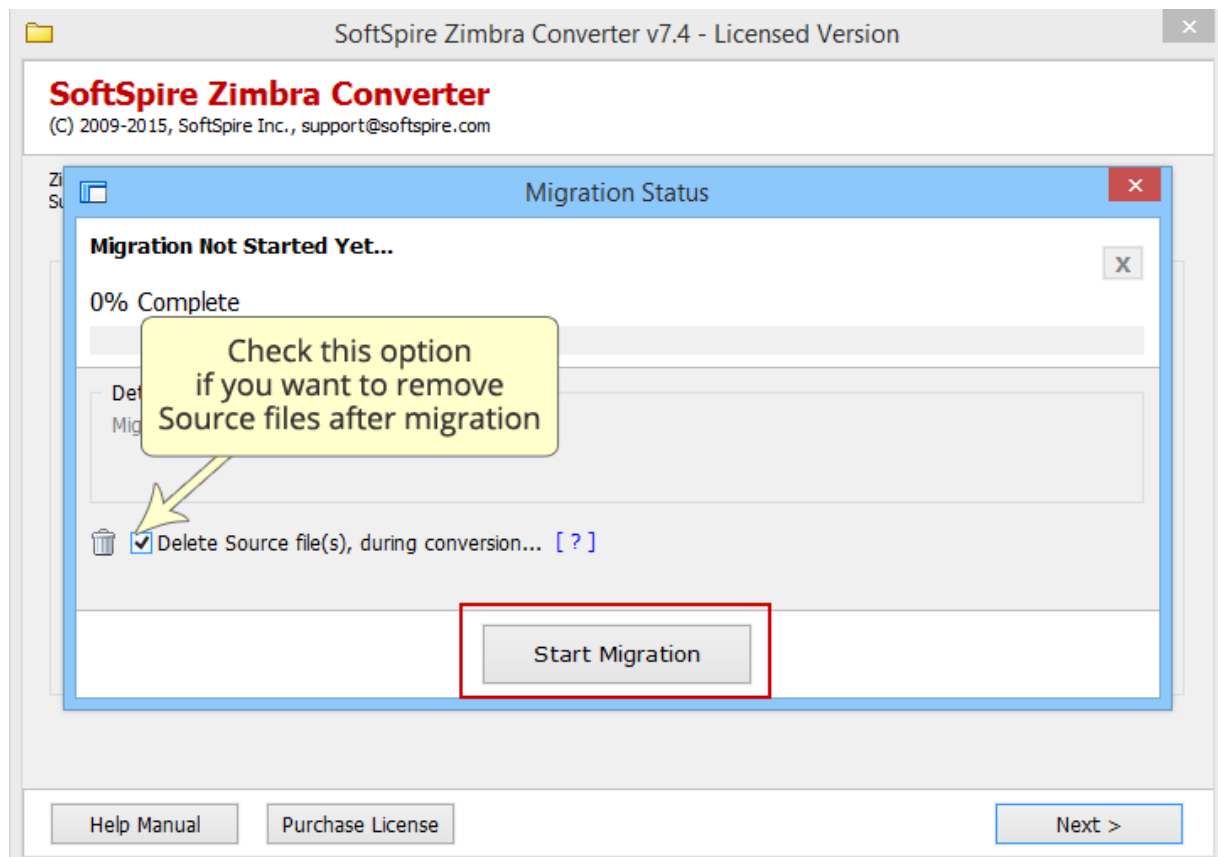 SoftSpire Zimbra Converter v7.4 - Licensed Version
SoftSpire Zimbra Converter
(C) 2009-2015, SoftSpire Inc., support@softspire.com
Migration Status
Migration Not Started Yet...
X
0% Complete
Check this option
if you want to remove
Source files after migration
Delete Source file(s), during conversion... [ ? ]
Start Migration
Help Manual
Purchase License
Next >